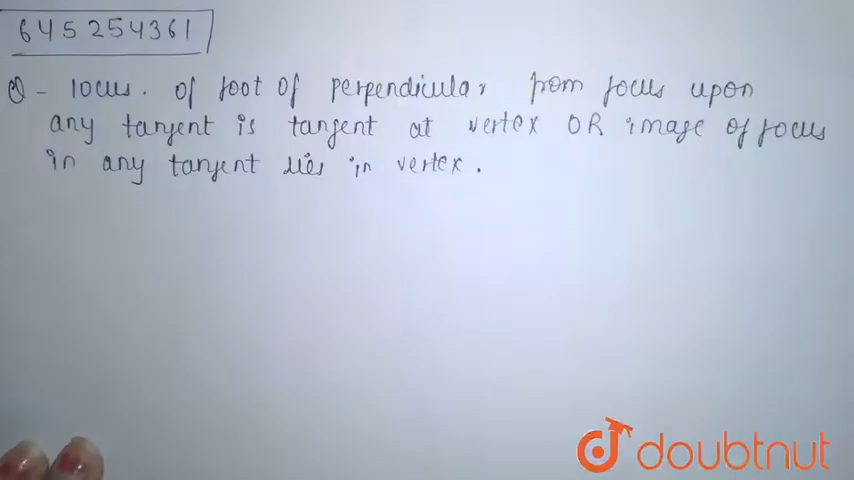 645254361
Q - locus. of foot of perpendicular from focus upon
any tangent is tangent at vertex OR image of focus
in any tangent lies in vertex.
doubtnut